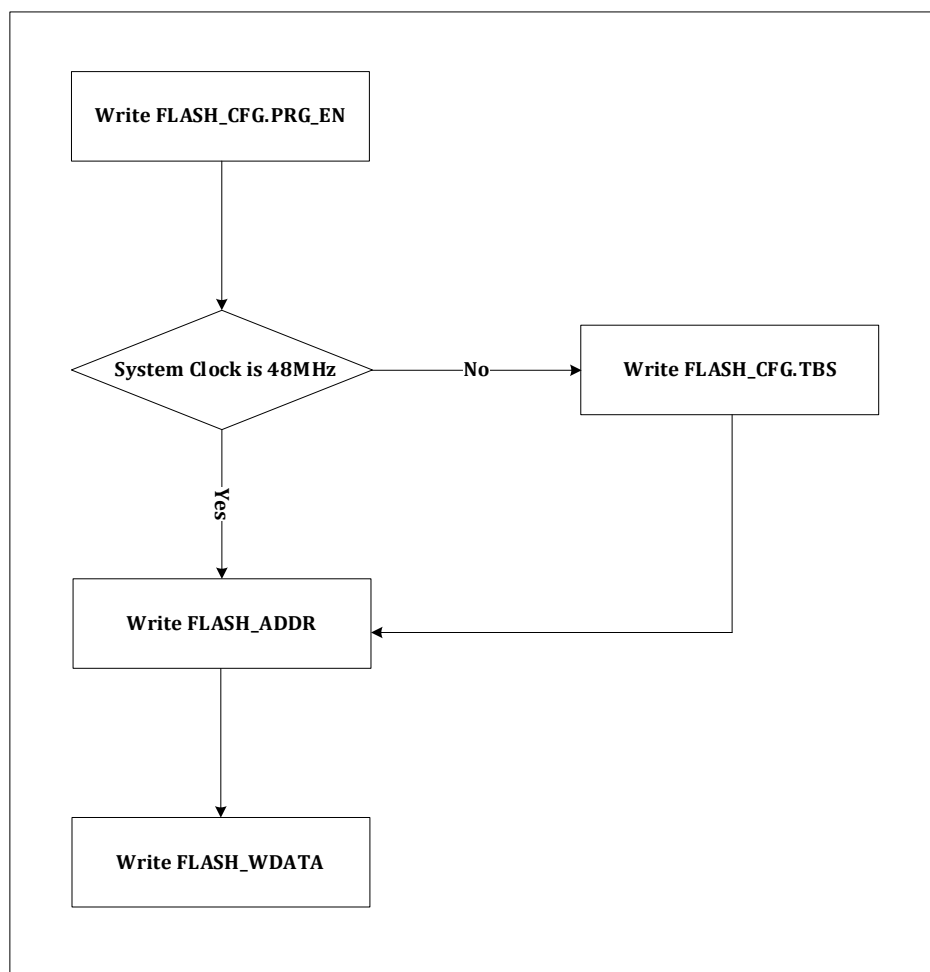 Write FLASH_CFG.PRG_EN
System Clock is 48MHz
No
Write FLASH_CFG.TBS
Yes
Write FLASH_ADDR
Write FLASH_WDATA